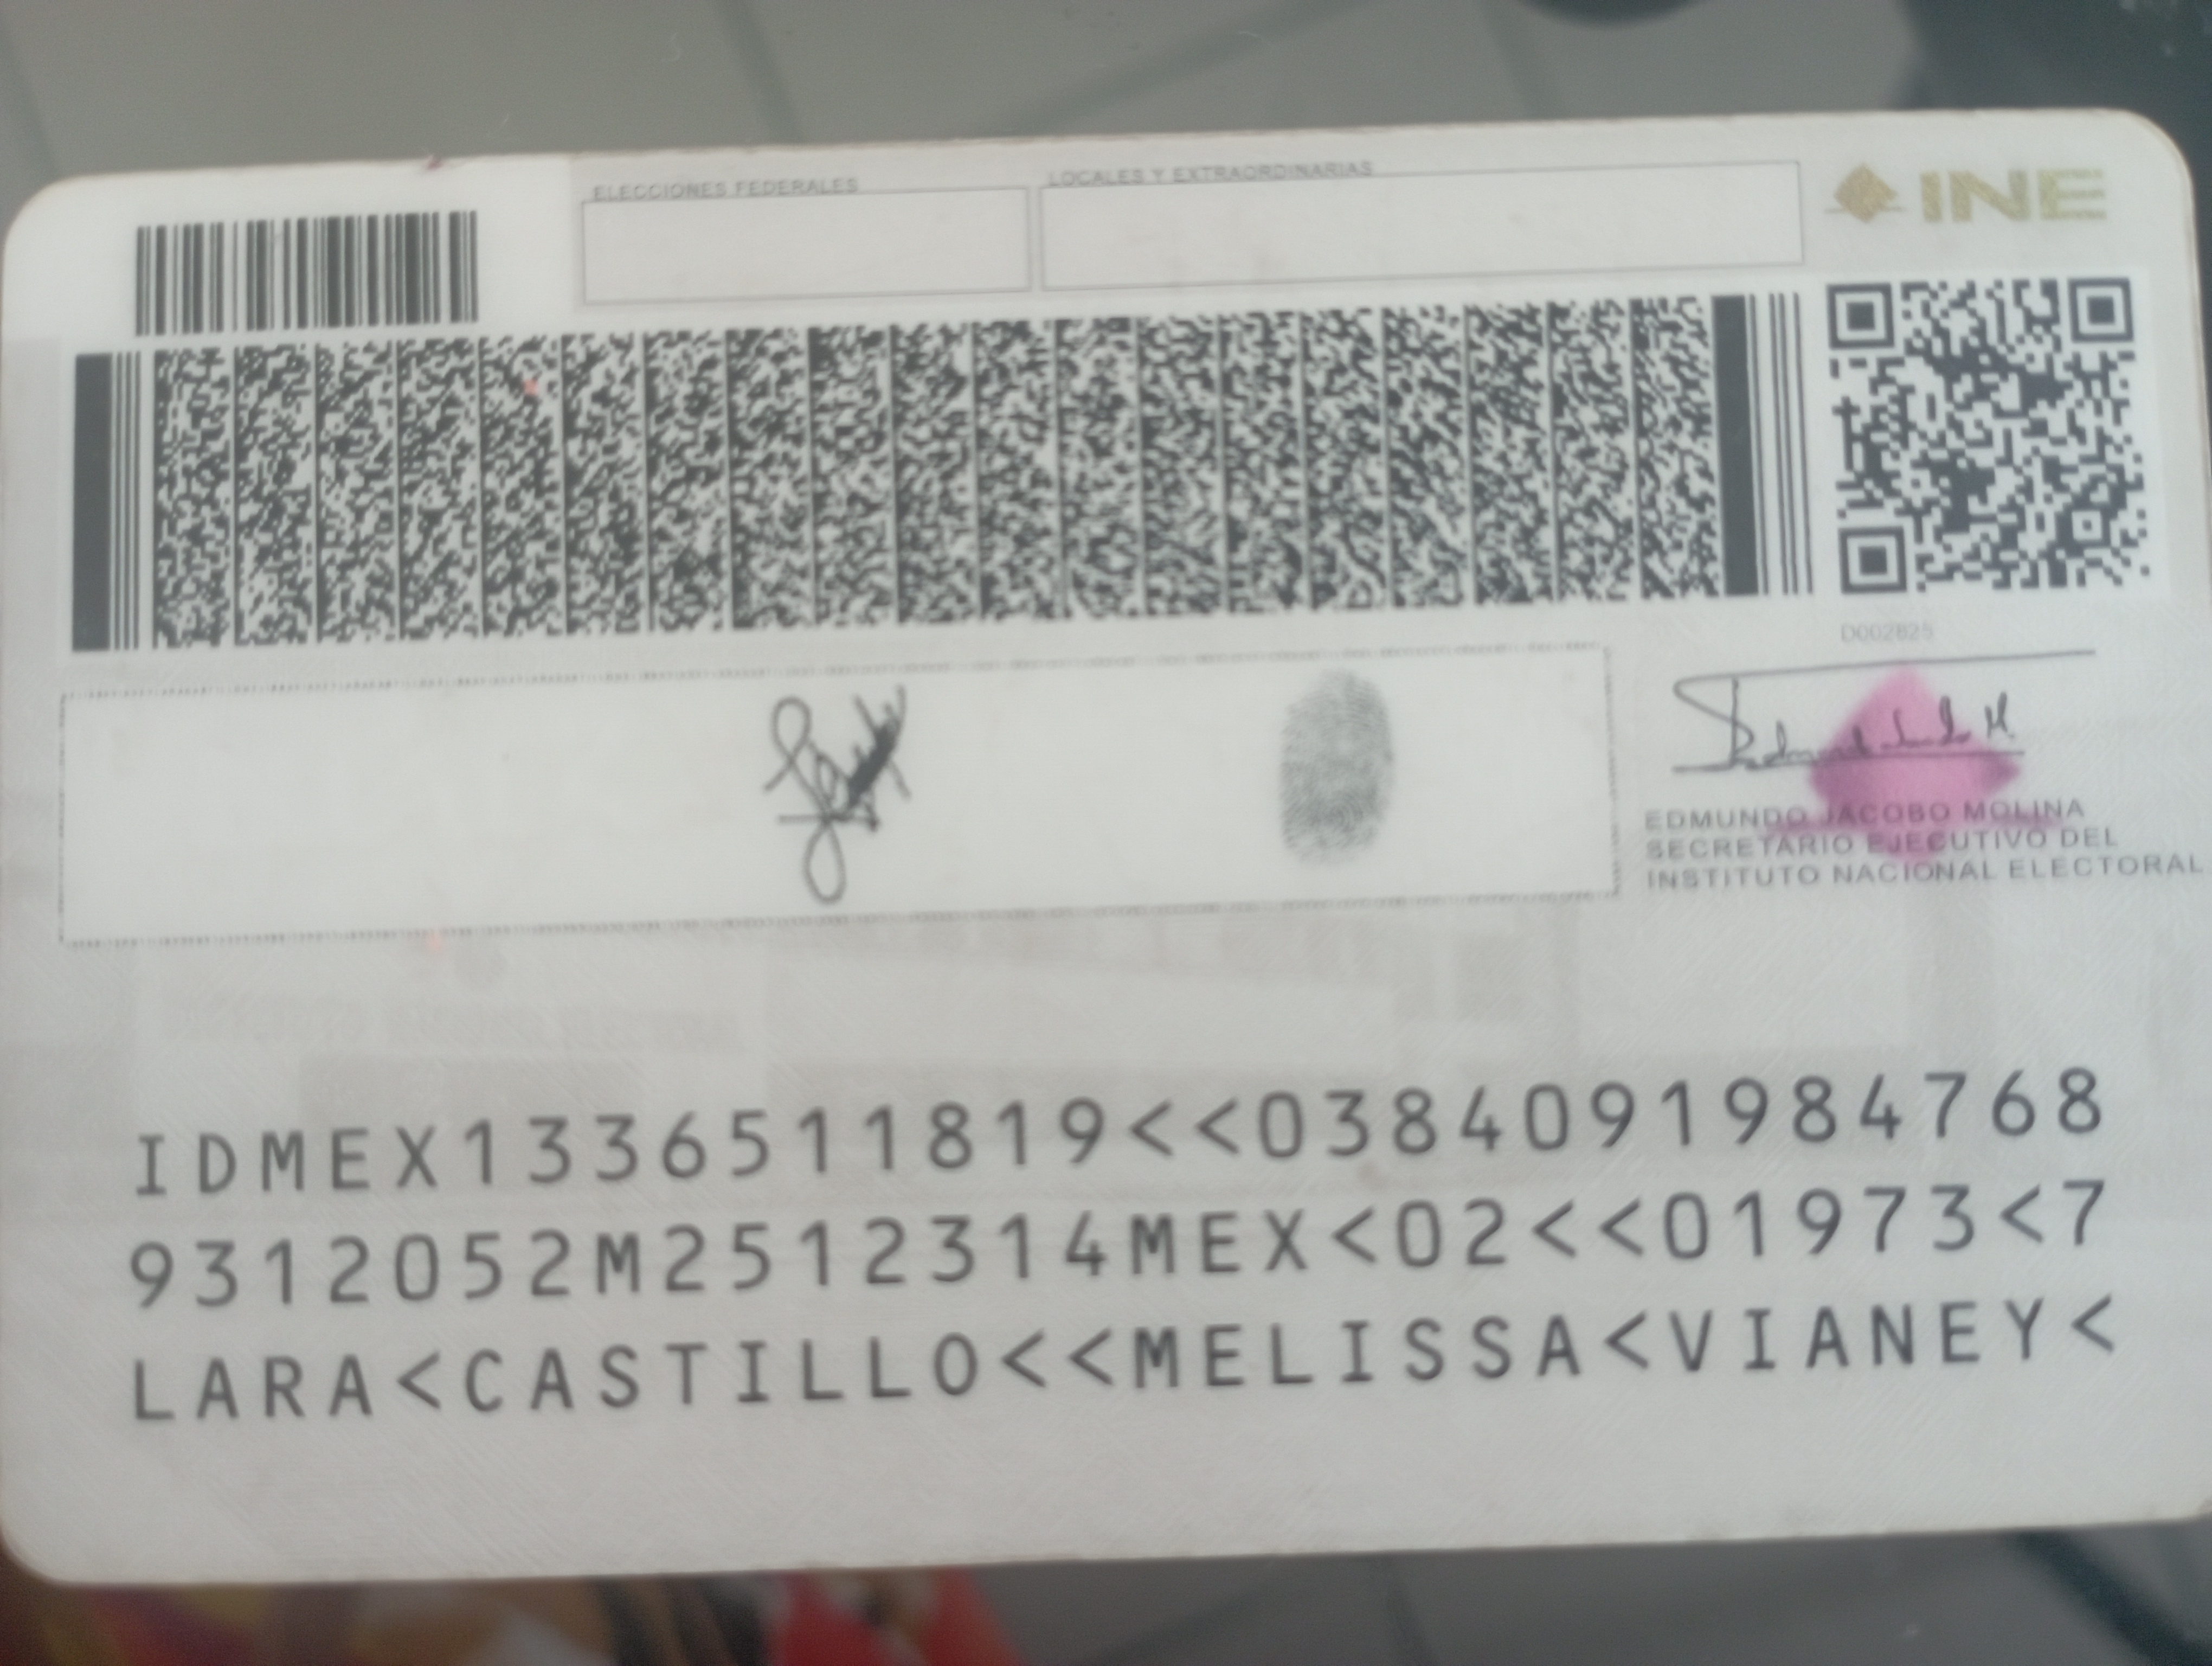 ELECCIONES FEDERALES
LOCALES Y EXTRAORDINARIAS
INE
D002825
EDMUNDO JACOBO MOLINA
SECRETARIO EJECUTIVO DEL
INSTITUTO NACIONAL ELECTORAL
IDMEX1336511819<<0384091984768
9312052M2512314MEX<02<<01973<7
LARA<CASTILLO<<MELISSA<VIANEY<